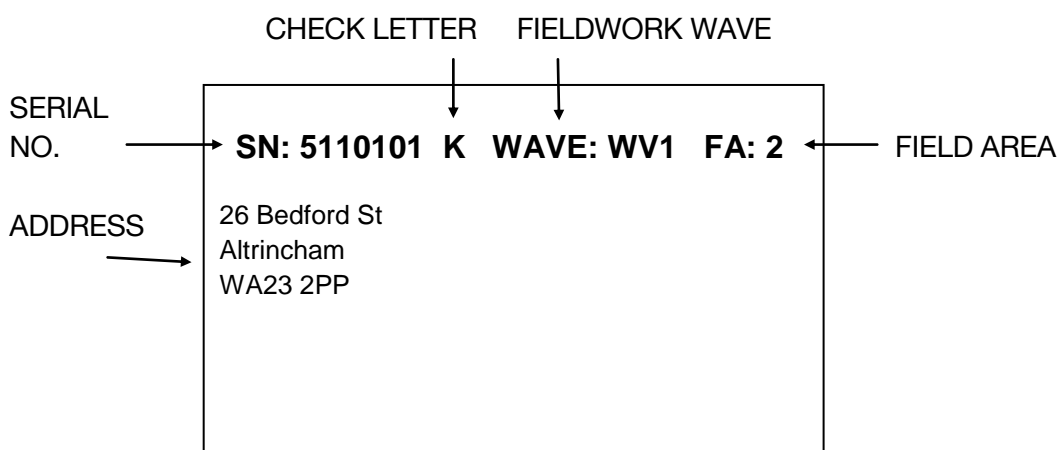 CHECK LETTER FIELDWORK WAVE
SERIAL
NO.
SN: 5110101 K WAVE: WV1 FA: 2
FIELD AREA
ADDRESS
26 Bedford St
Altrincham
WA23 2PP